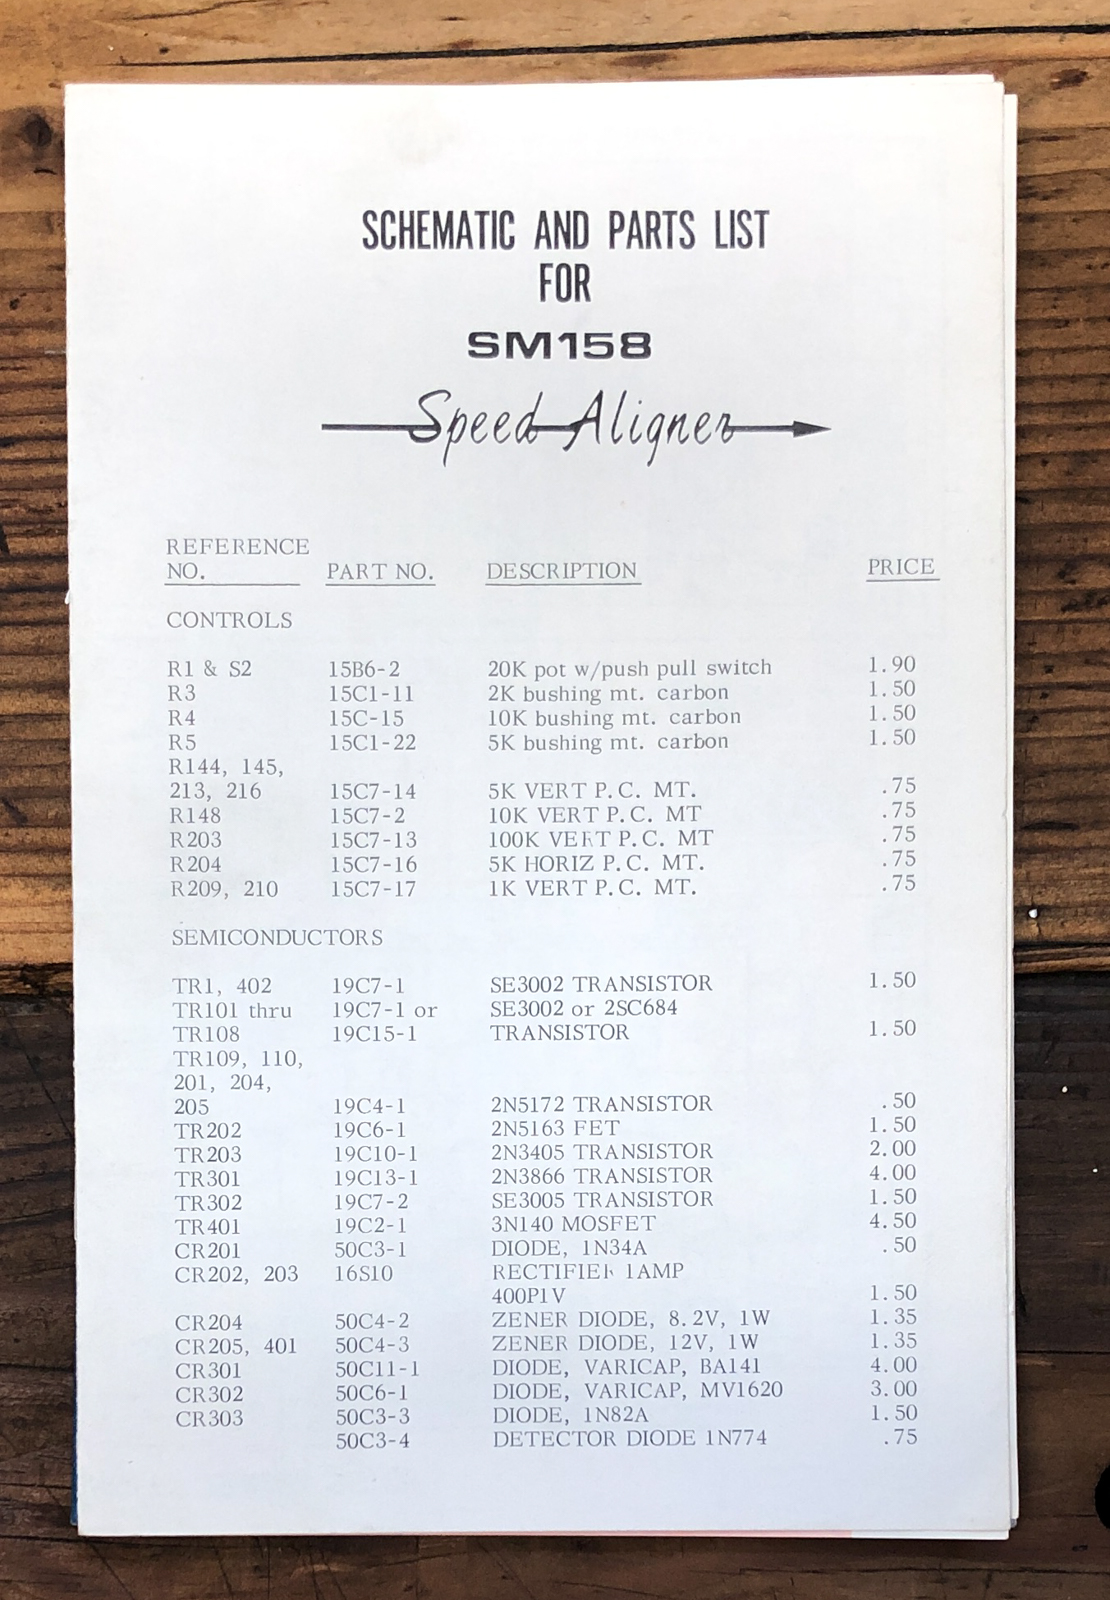 SCHEMATIC AND PARTS LIST
FOR
SM158
Speed Aligner
REFERENCE
NO. PART NO. DESCRIPTION PRICE
CONTROLS
R1 & S2 15B6-2 20K pot w/push pull switch 1.90
R3 15C1-11 2K bushing mt. carbon 1.50
R4 15C-15 10K bushing mt. carbon 1.50
R5 15C1-22 5K bushing mt. carbon 1.50
R144, 145,
213, 216 15C7-14 5K VERT P.C. MT. .75
R148 15C7-2 10K VERT P.C. MT .75
R203 15C7-13 100K VERT P.C. MT .75
R204 15C7-16 5K HORIZ P.C. MT. .75
R209, 210 15C7-17 1K VERT P.C. MT. .75
SEMICONDUCTORS
TR1, 402 19C7-1 SE3002 TRANSISTOR 1.50
TR101 thru 19C7-1 or SE3002 or 2SC684
TR108 19C15-1 TRANSISTOR 1.50
TR109, 110,
201, 204,
205 19C4-1 2N5172 TRANSISTOR .50
TR202 19C6-1 2N5163 FET 1.50
TR203 19C10-1 2N3405 TRANSISTOR 2.00
TR301 19C13-1 2N3866 TRANSISTOR 4.00
TR302 19C7-2 SE3005 TRANSISTOR 1.50
TR401 19C2-1 3N140 MOSFET 4.50
CR201 50C3-1 DIODE, 1N34A .50
CR202, 203 16S10 RECTIFIER 1AMP
400P1V 1.50
CR204 50C4-2 ZENER DIODE, 8.2V, 1W 1.35
CR205, 401 50C4-3 ZENER DIODE, 12V, 1W 1.35
CR301 50C11-1 DIODE, VARICAP, BA141 4.00
CR302 50C6-1 DIODE, VARICAP, MV1620 3.00
CR303 50C3-3 DIODE, 1N82A 1.50
50C3-4 DETECTOR DIODE 1N774 .75